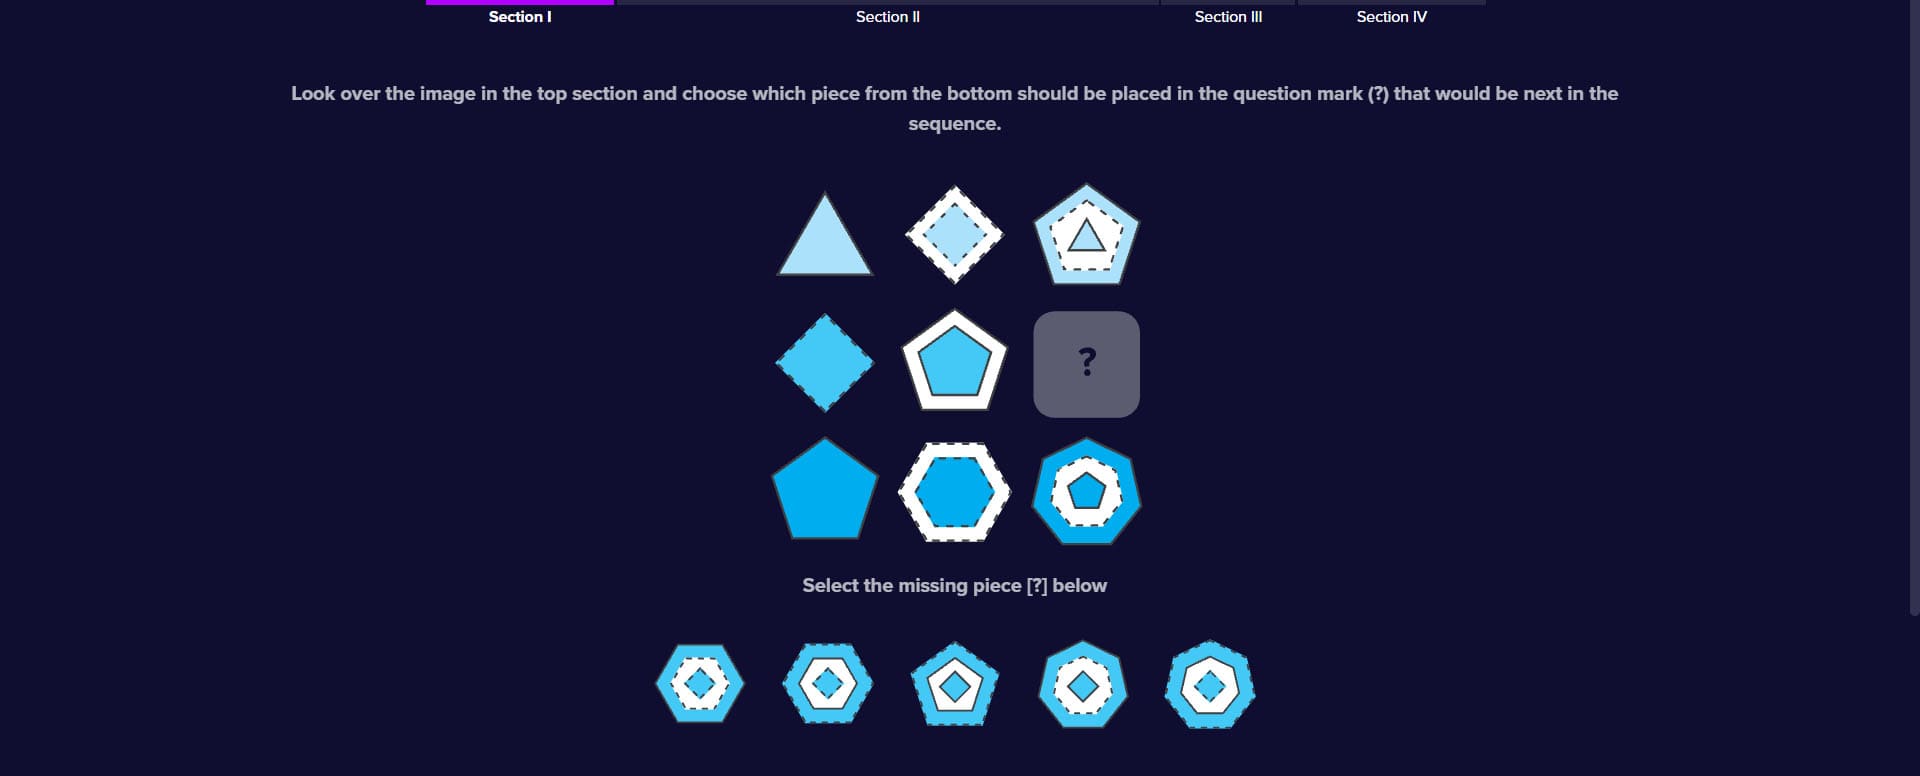 Section I
Section II
Section III
Section IV
Look over the image in the top section and choose which piece from the bottom should be placed in the question mark (?) that would be next in the
sequence.
?
Select the missing piece [?] below